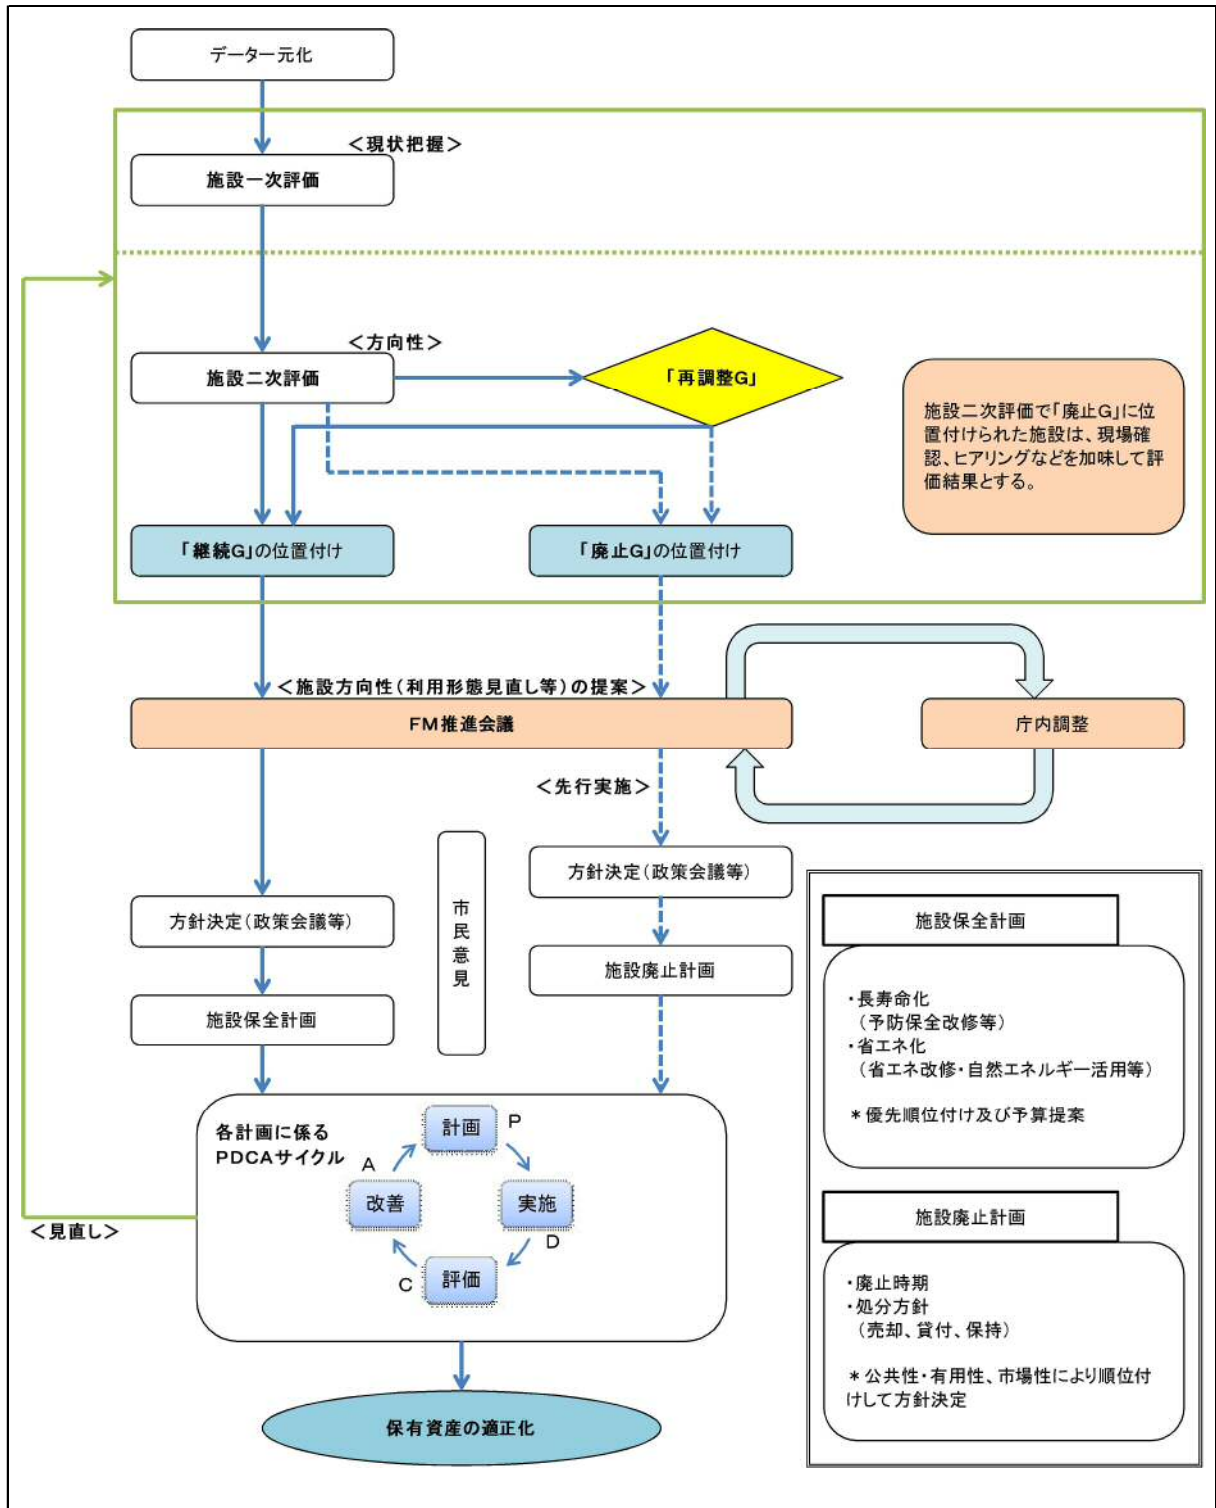 データ一元化
＜現状把握＞
施設一次評価
＜方向性＞
施設二次評価
「再調整G」
施設二次評価で「廃止G」に位
置付けられた施設は、現場確
認、ヒアリングなどを加味して評
価結果とする。
「継続G」の位置付け
「廃止G」の位置付け
＜施設方向性（利用形態見直し等）の提案＞
FM推進会議
庁内調整
＜先行実施＞
方針決定（政策会議等）
施設廃止計画
市民意見
方針決定（政策会議等）
施設保全計画
各計画に係る
PDCAサイクル
計画
P
実施
D
評価
C
改善
A
＜見直し＞
保有資産の適正化
施設保全計画
・長寿命化
（予防保全改修等）
・省エネ化
（省エネ改修・自然エネルギー活用等）
＊優先順位付け及び予算提案
施設廃止計画
・廃止時期
・処分方針
（売却、貸付、保持）
＊公共性・有用性、市場性により順位付
けして方針決定